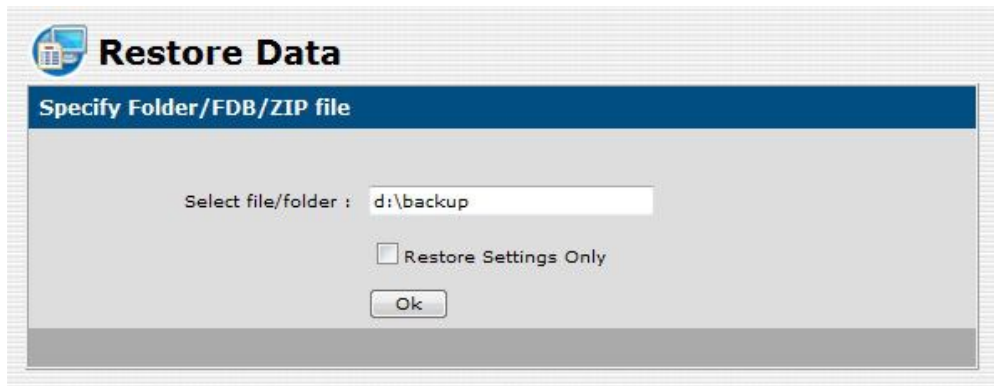 Restore Data
Specify Folder/FDB/ZIP file
Select file/folder : d:\backup
Restore Settings Only
Ok